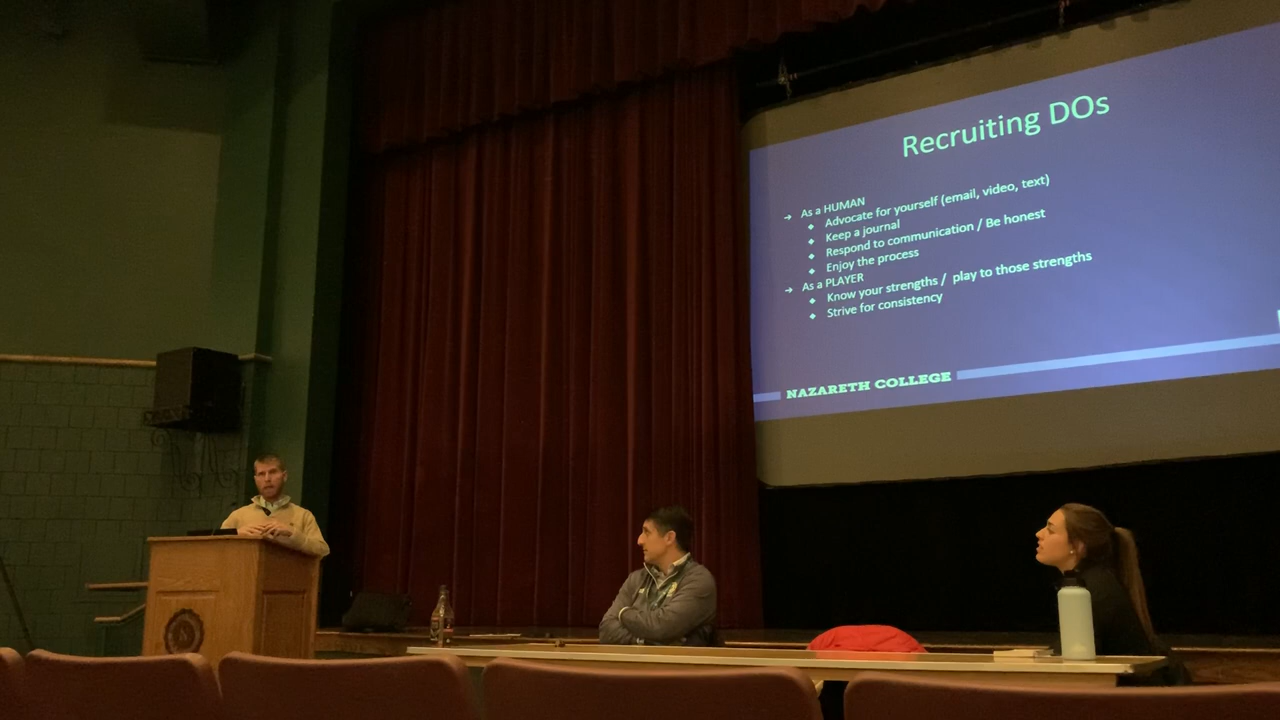 Recruiting DOs
➔ As a HUMAN
❖ Advocate for yourself (email, video, text)
❖ Keep a journal
❖ Respond to communication / Be honest
❖ Enjoy the process
➔ As a PLAYER
❖ Know your strengths / play to those strengths
❖ Strive for consistency
NAZARETH COLLEGE